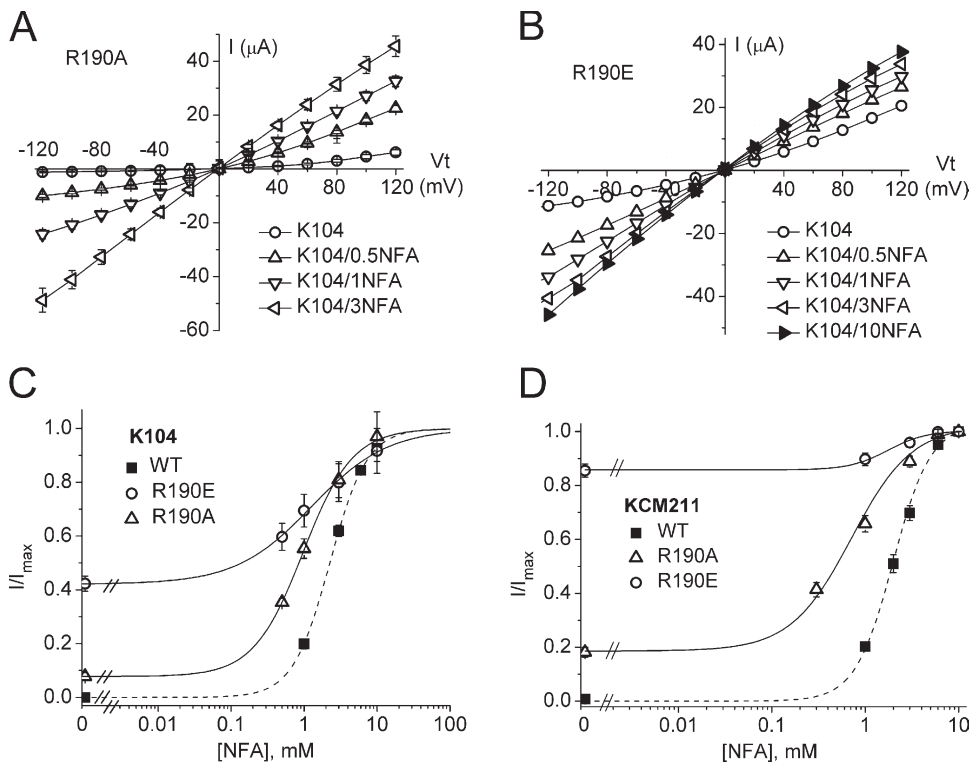 A
R190A
I (μA)
40
20
-120 -80 -40
Vt
40 80 120 (mV)
-20
-40
-60
K104
K104/0.5NFA
K104/1NFA
K104/3NFA
B
R190E
I (μA)
40
20
-120 -80 -40
Vt
40 80 120 (mV)
-20
-40
K104
K104/0.5NFA
K104/1NFA
K104/3NFA
K104/10NFA
C
K104
WT
R190E
R190A
I/Imax
1.0
0.8
0.6
0.4
0.2
0.0
0 0.01 0.1 1 10 100
[NFA], mM
D
KCM211
WT
R190A
R190E
I/Imax
1.0
0.8
0.6
0.4
0.2
0.0
0 0.01 0.1 1 10
[NFA], mM